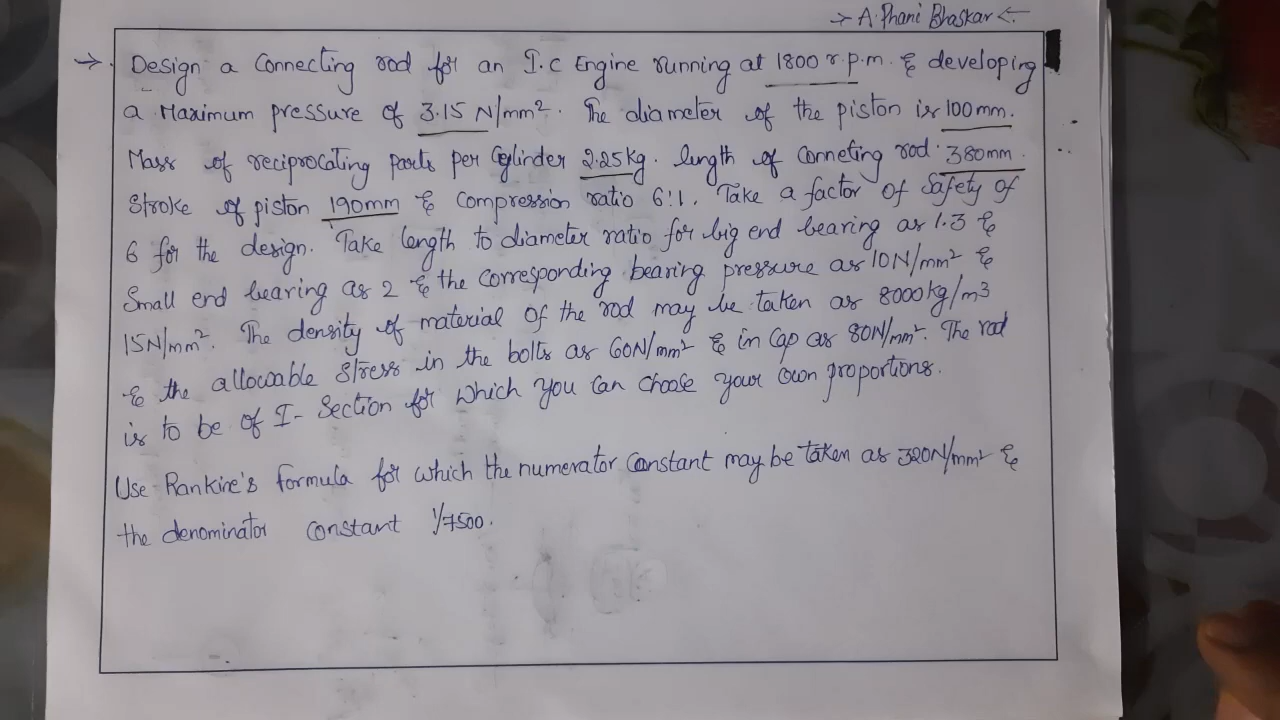 → A. Phani Bhaskar ←
→ Design a Connecting rod for an I.C Engine running at 1800 r.p.m. & developing
a Maximum pressure of 3.15 N/mm². The diameter of the piston is 100mm.
Mass of reciprocating parts per Cylinder 2.25kg. length of Conneting rod 380mm.
Stroke of piston 190mm & Compression ratio 6:1. Take a factor of Safety of
6 for the design. Take length to diameter ratio for big end bearing as 1.3 &
Small end bearing as 2 & the Corresponding bearing pressure as 10N/mm² &
15N/mm². The density of material of the rod may be taken as 8000kg/m³
& the allowable Stress in the bolts as 60N/mm² & in Cap as 80N/mm². The rod
is to be of I- Section for which you Can Choose your Own proportions.
Use Rankine's formula for which the numerator Constant may be taken as 320N/mm² &
the denominator constant 1/7500.